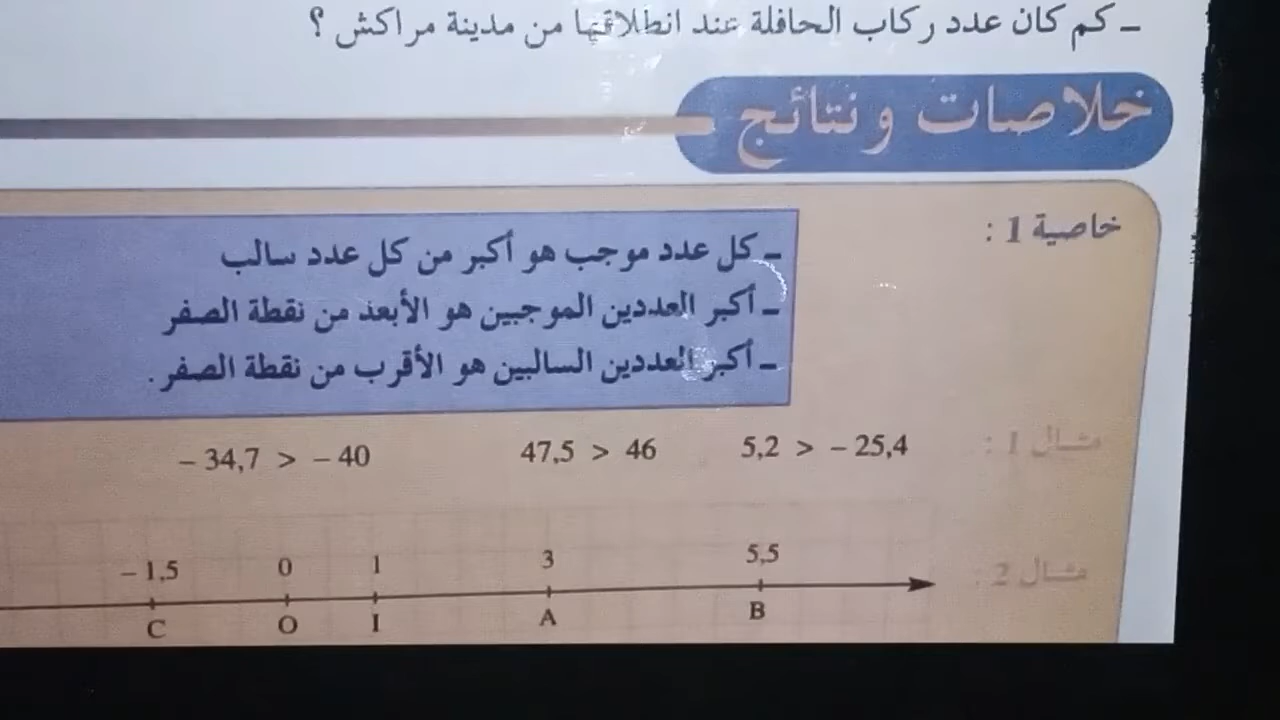 ـ كم كان عدد ركاب الحافلة عند انطلاقتها من مدينة مراكش ؟
خلاصات ونتائج
خاصية 1 :
ـ كل عدد موجب هو أكبر من كل عدد سالب
ـ أكبر العددين الموجبين هو الأبعد من نقطة الصفر
ـ أكبر العددين السالبين هو الأقرب من نقطة الصفر.
مثال 1 :
5,2 > – 25,4
47,5 > 46
– 34,7 > – 40
مثال 2 :
– 1,5 0 1 3 5,5
C O I A B